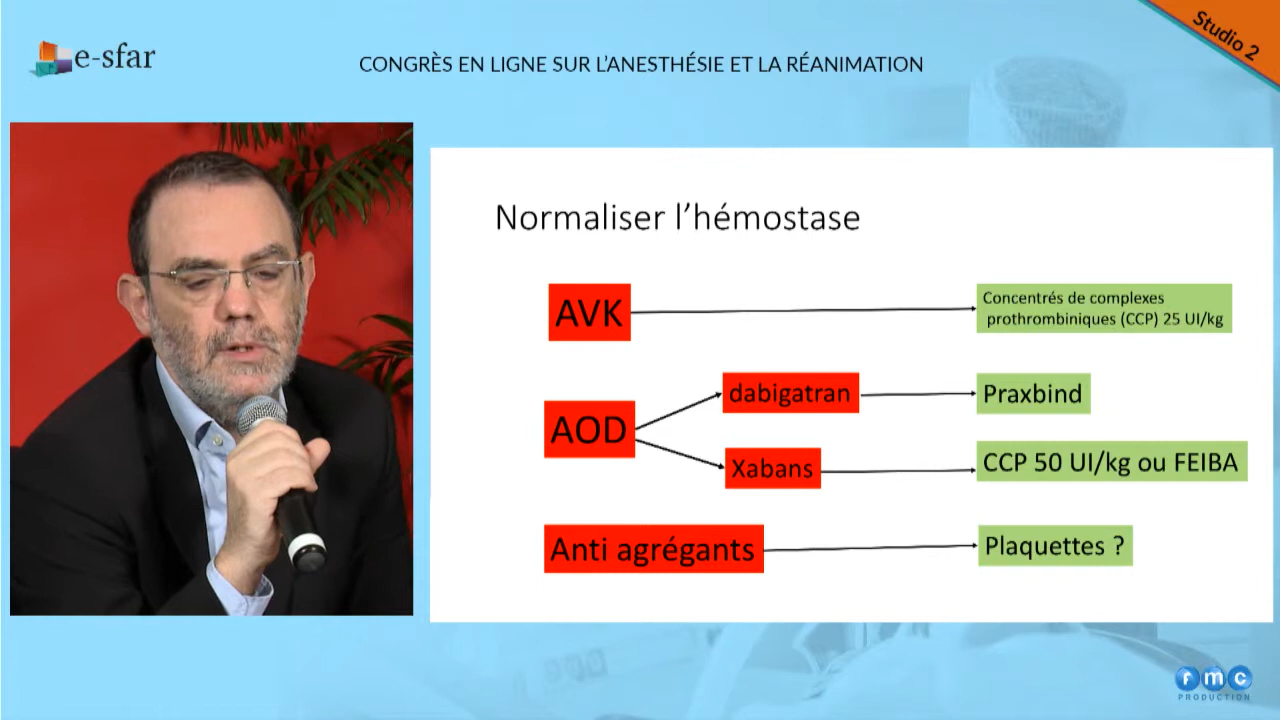 Studio 2
e-sfar
CONGRÈS EN LIGNE SUR L'ANESTHÉSIE ET LA RÉANIMATION
Normaliser l'hémostase
AVK
Concentrés de complexes
prothrombiniques (CCP) 25 UI/kg
AOD
dabigatran
Praxbind
Xabans
CCP 50 UI/kg ou FEIBA
Anti agrégants
Plaquettes ?
rmc
PRODUCTION